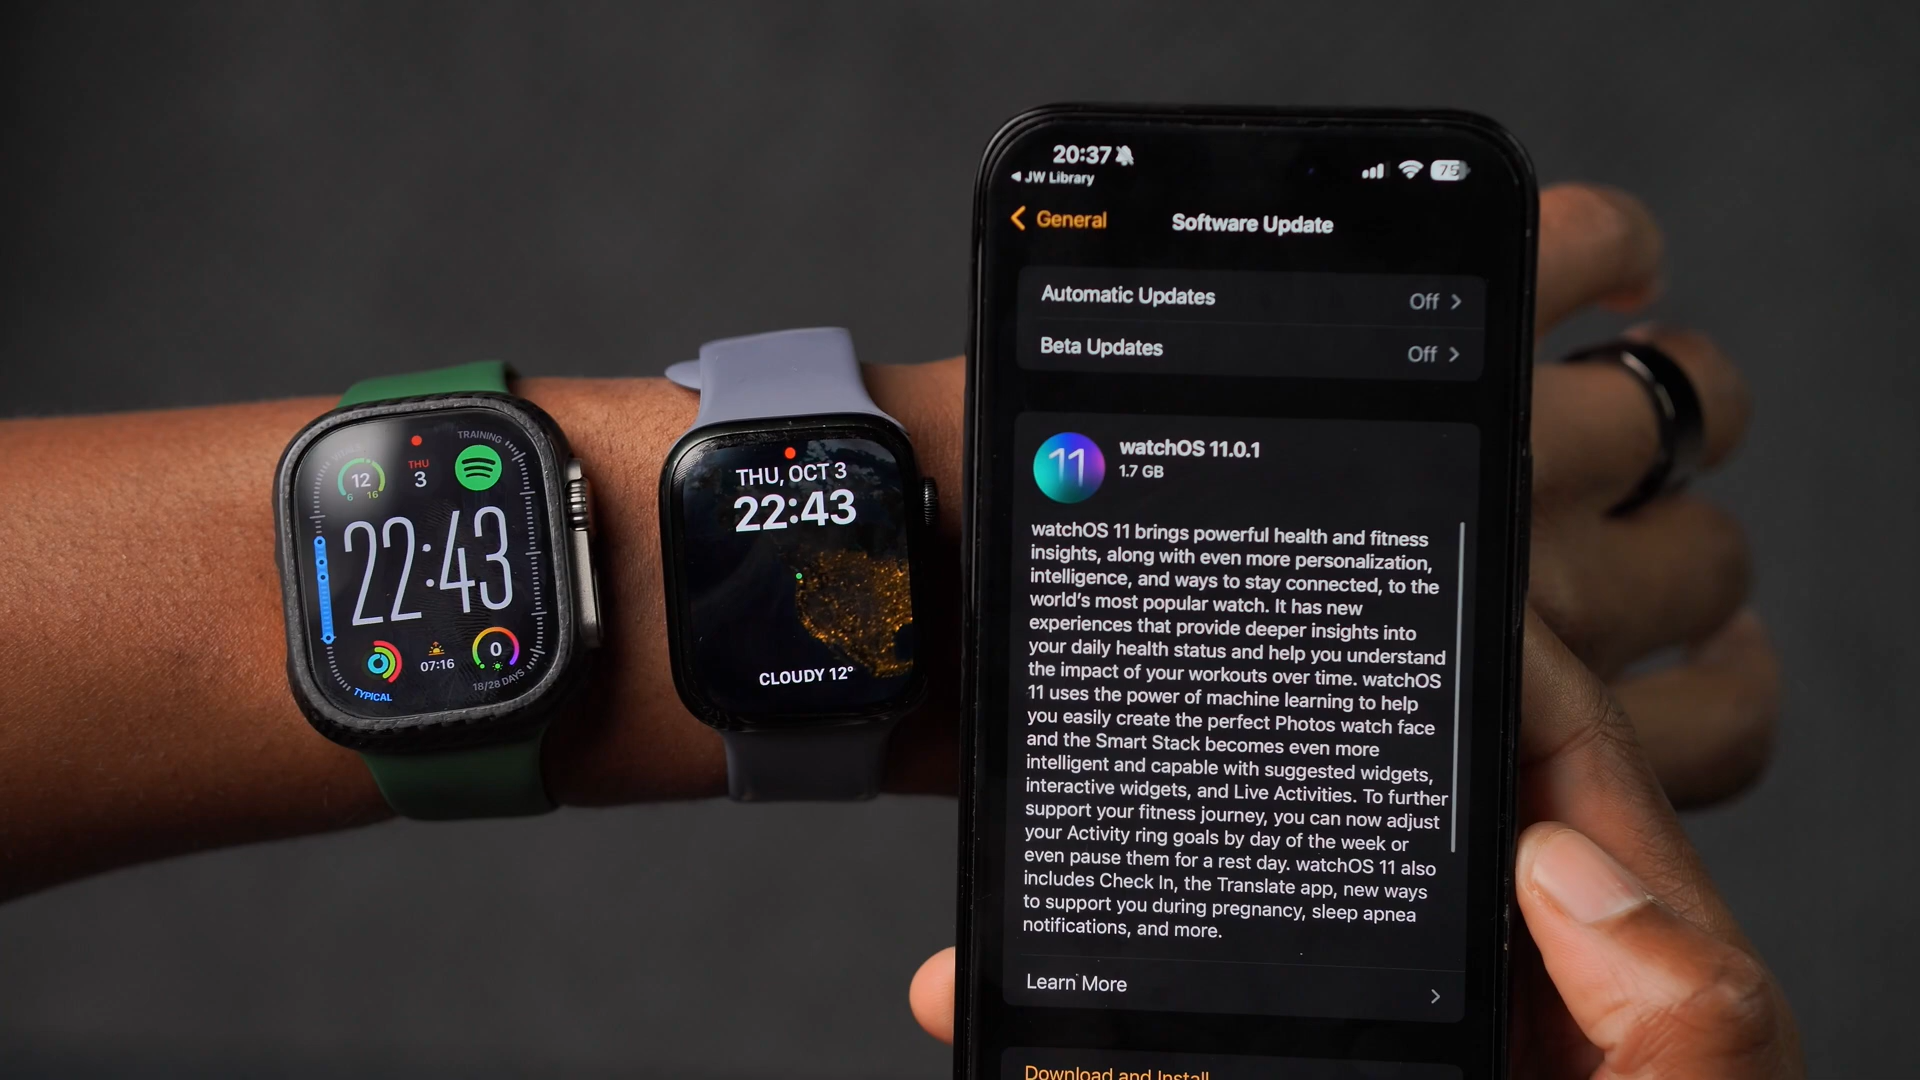 TRAINING
12
6 16
THU
3
22:43
07:16
0
TYPICAL
18/28 DAYS
THU, OCT 3
22:43
CLOUDY 12°
20:37
◀ JW Library
75
General
Software Update
Automatic Updates Off
Beta Updates Off
11
watchOS 11.0.1
1.7 GB
watchOS 11 brings powerful health and fitness
insights, along with even more personalization,
intelligence, and ways to stay connected, to the
world's most popular watch. It has new
experiences that provide deeper insights into
your daily health status and help you understand
the impact of your workouts over time. watchOS
11 uses the power of machine learning to help
you easily create the perfect Photos watch face
and the Smart Stack becomes even more
intelligent and capable with suggested widgets,
interactive widgets, and Live Activities. To further
support your fitness journey, you can now adjust
your Activity ring goals by day of the week or
even pause them for a rest day. watchOS 11 also
includes Check In, the Translate app, new ways
to support you during pregnancy, sleep apnea
notifications, and more.
Learn More
Download and Install